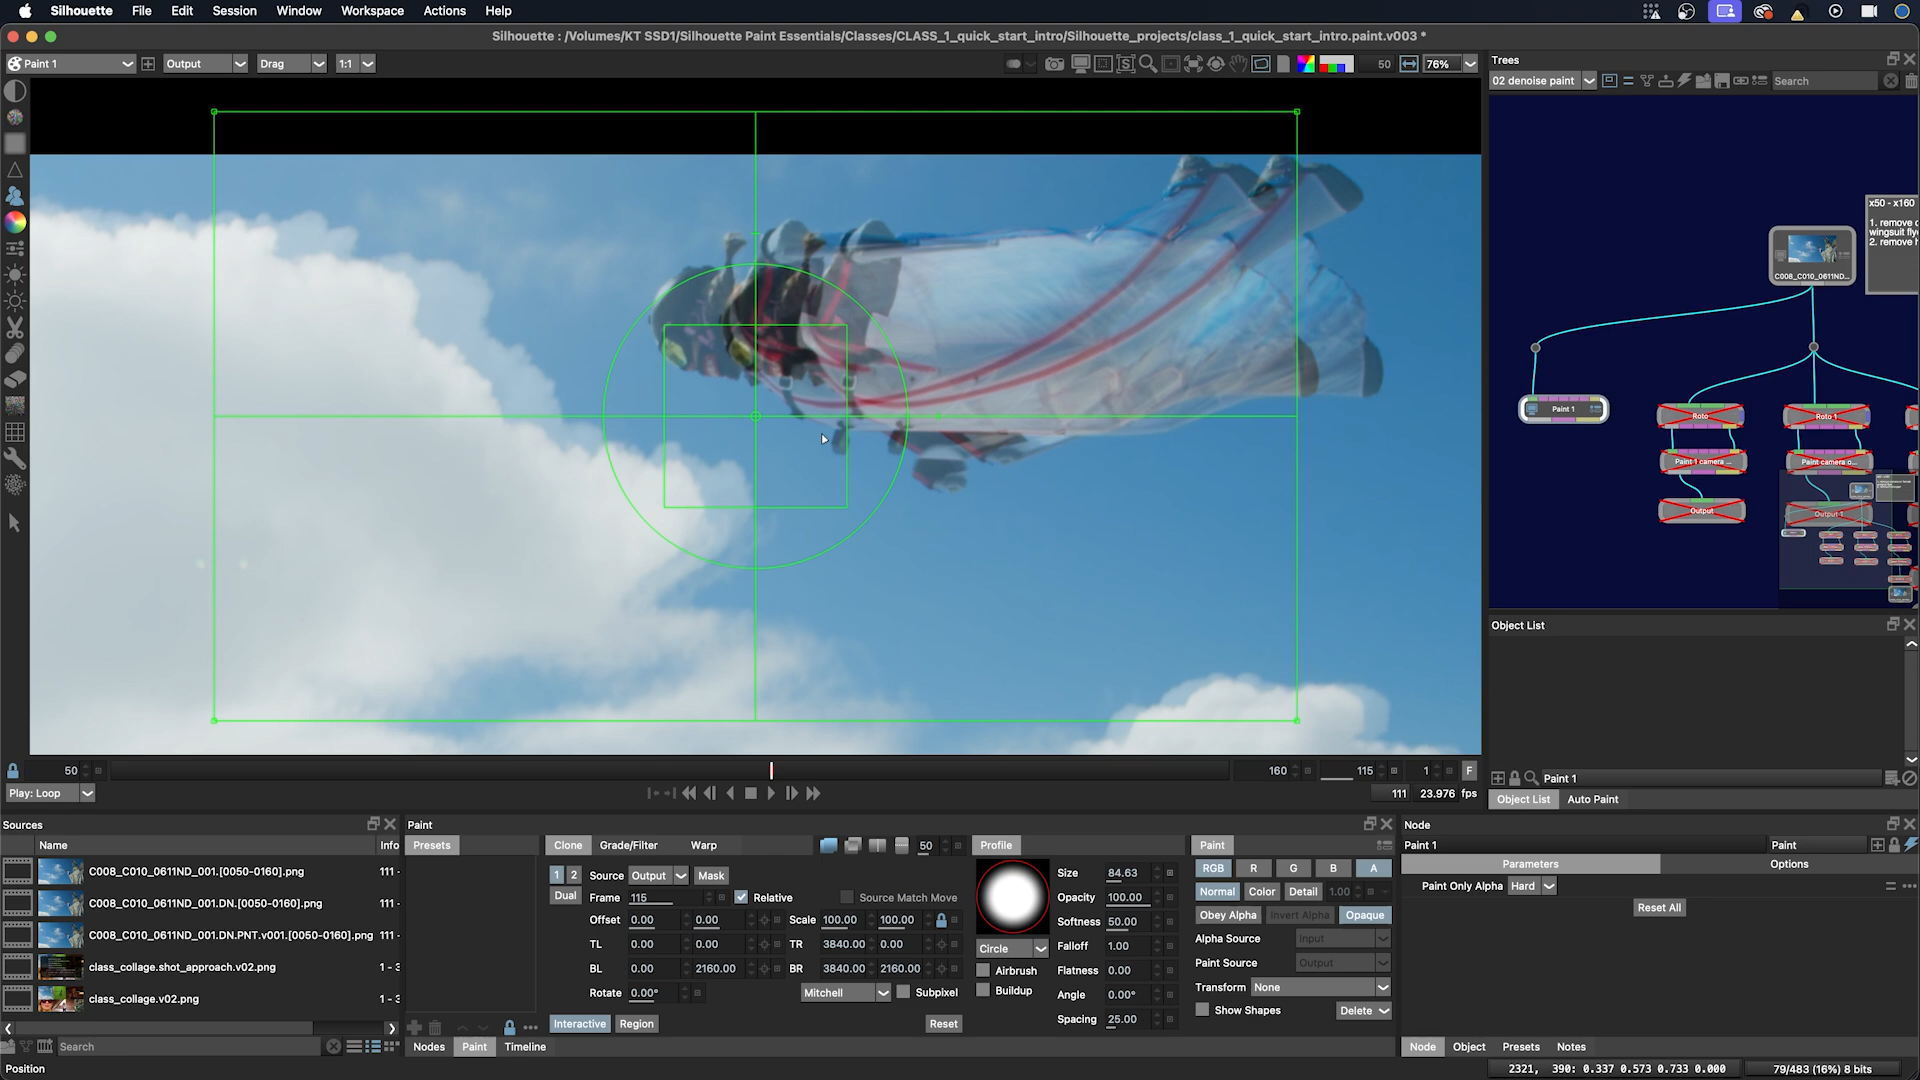 Silhouette File Edit Session Window Workspace Actions Help
Silhouette : /Volumes/KT SSD1/Silhouette Paint Essentials/Classes/CLASS_1_quick_start_intro/Silhouette_projects/class_1_quick_start_intro.paint.v003 *
Paint 1 Output Drag 1:1 50 76%
Trees
02 denoise paint Search
x50 - x160
1. remove
wingsuit fly
2. remove
C008_C010_0611ND...
Paint 1 Roto Roto 1
Paint 1 camera ... Paint camera o...
Output Output 1
Object List
50 160 115 1 F
Play: Loop 111 23.976 fps
Paint 1
Object List Auto Paint
Sources
Name Info
C008_C010_0611ND_001.[0050-0160].png 111 -
C008_C010_0611ND_001.DN.[0050-0160].png 111 -
C008_C010_0611ND_001.DN.PNT.v001.[0050-0160].png 111 -
class_collage.shot_approach.v02.png 1 - 3
class_collage.v02.png 1 - 3
Search
Paint
Presets
Clone Grade/Filter Warp 50
1 2 Source Output Mask
Dual Frame 115 Relative Source Match Move
Offset 0.00 0.00 Scale 100.00 100.00
TL 0.00 0.00 TR 3840.00 0.00
BL 0.00 2160.00 BR 3840.00 2160.00
Rotate 0.00° Mitchell Subpixel
Interactive Region Reset
Nodes Paint Timeline
Profile
Circle
Airbrush
Buildup
Size 84.63
Opacity 100.00
Softness 50.00
Falloff 1.00
Flatness 0.00
Angle 0.00°
Spacing 25.00
Paint
RGB R G B A
Normal Color Detail 1.00
Obey Alpha Invert Alpha Opaque
Alpha Source Input
Paint Source Output
Transform None
Show Shapes Delete
Node
Paint 1 Paint
Parameters Options
Paint Only Alpha Hard
Reset All
Node Object Presets Notes
Position 2321, 390: 0.337 0.573 0.733 0.000 79/483 (16%) 8 bits